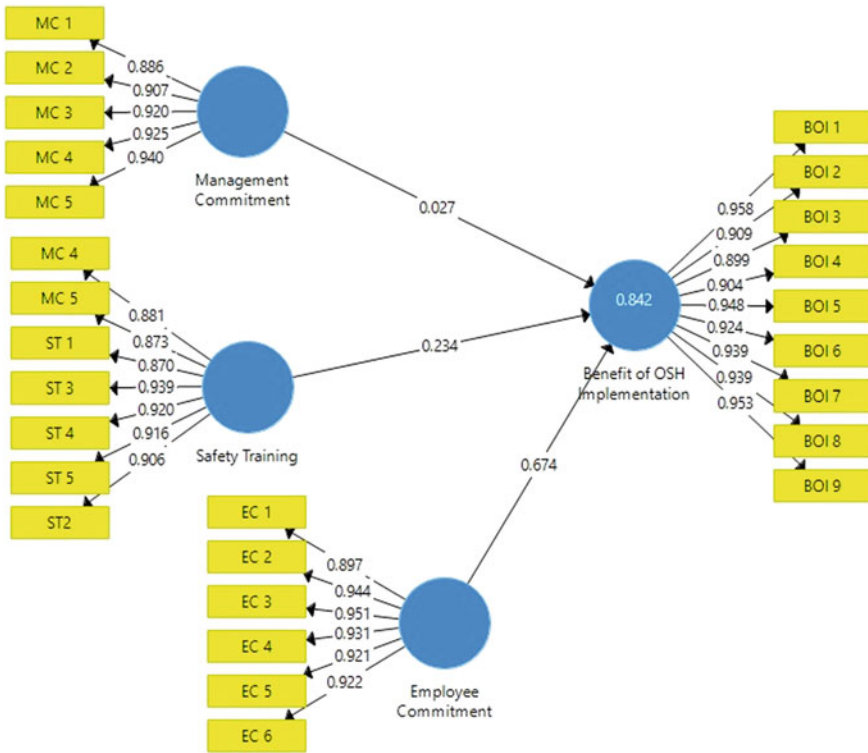 MC 1
MC 2
MC 3
MC 4
MC 5
0.886
0.907
0.920
0.925
0.940
Management
Commitment
0.027
MC 4
MC 5
ST 1
ST 3
ST 4
ST 5
ST2
0.881
0.873
0.870
0.939
0.920
0.916
0.906
Safety Training
0.234
EC 1
EC 2
EC 3
EC 4
EC 5
EC 6
0.897
0.944
0.951
0.931
0.921
0.922
Employee
Commitment
0.674
0.842
Benefit of OSH
Implementation
0.958
0.909
0.899
0.904
0.948
0.924
0.939
0.939
0.953
BOI 1
BOI 2
BOI 3
BOI 4
BOI 5
BOI 6
BOI 7
BOI 8
BOI 9